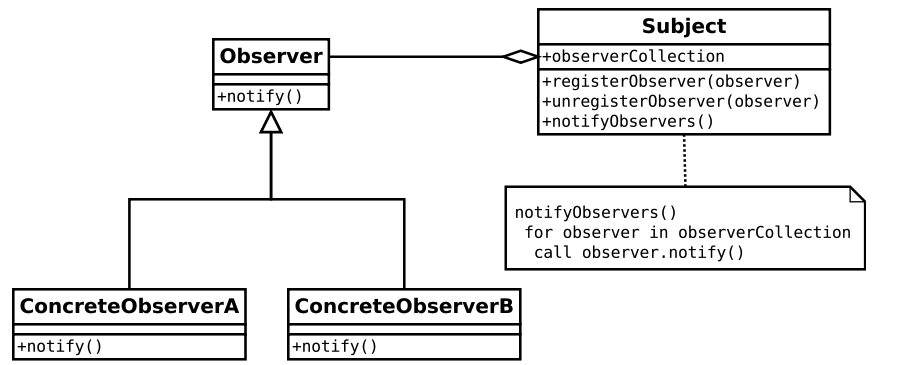 Subject
+observerCollection
+registerObserver(observer)
+unregisterObserver(observer)
+notifyObservers()
Observer
+notify()
notifyObservers()
for observer in observerCollection
call observer.notify()
ConcreteObserverA
+notify()
ConcreteObserverB
+notify()